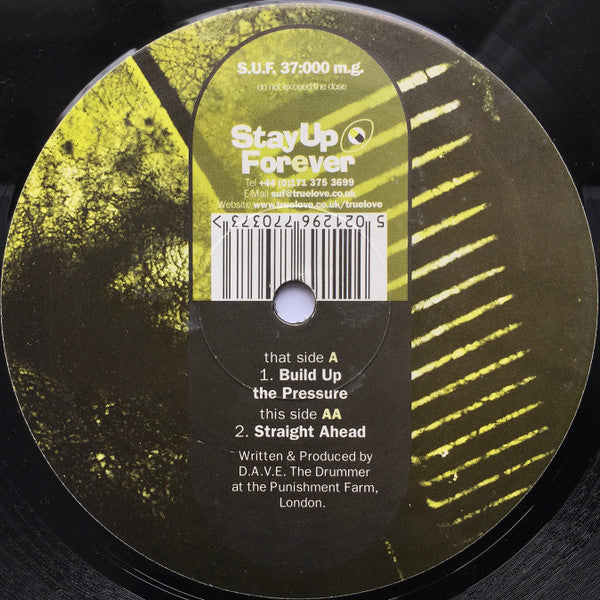 S.U.F. 37:000 m.g.
do not exceed the dose
StayUp
Forever
Tel +44 (0)171 375 3699
E-Mail suf@truelove.co.uk
Website www.truelove.co.uk/truelove
5 021296 770373 >
that side A
1. Build Up
the Pressure
this side AA
2. Straight Ahead
Written & Produced by
D.A.V.E. The Drummer
at the Punishment Farm,
London.